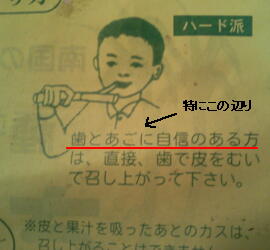 ハード派
特にこの辺り
歯とあごに自信のある方
は、直接、歯で皮をむい
て召し上がって下さい。
※皮と果汁を吸ったあとのカスは、